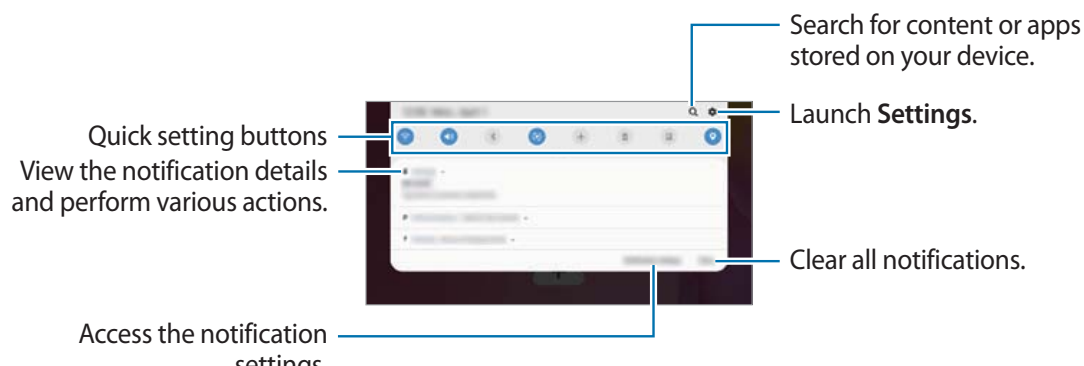 Search for content or apps
stored on your device.
Launch Settings.
Quick setting buttons
View the notification details
and perform various actions.
Clear all notifications.
Access the notification
settings.